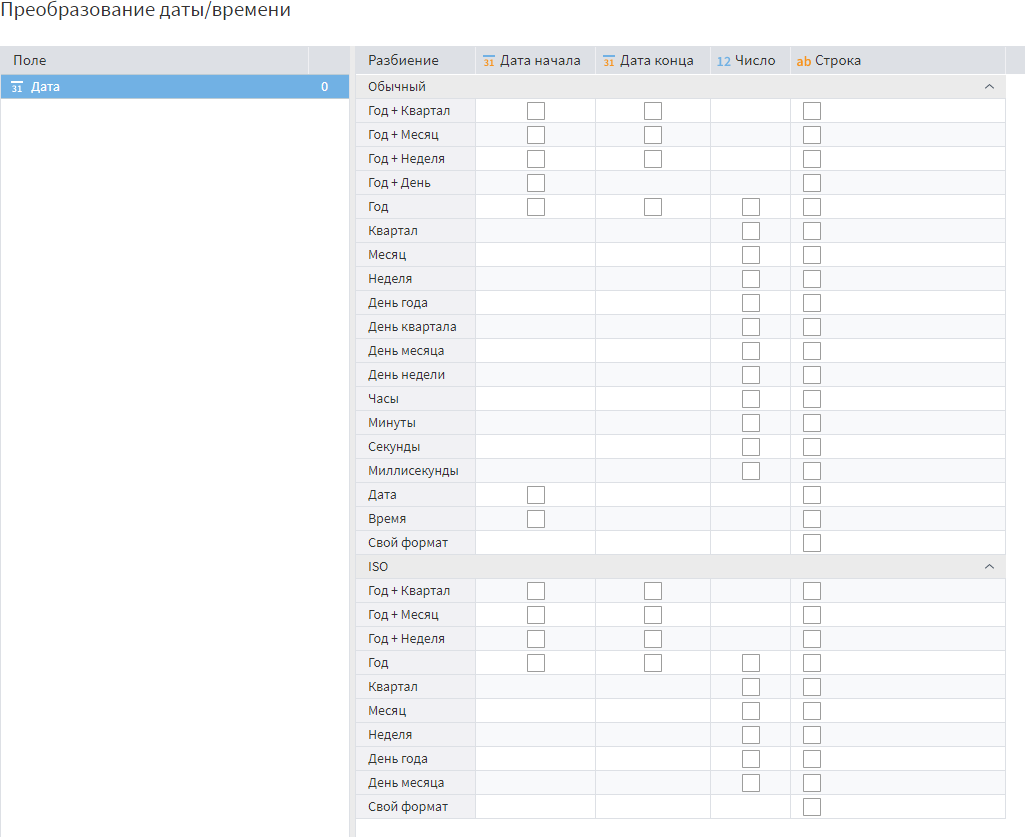 Преобразование даты/времени
Поле
Разбиение 31 Дата начала 31 Дата конца 12 Число ab Строка
31 Дата 0
Обычный
Год + Квартал
Год + Месяц
Год + Неделя
Год + День
Год
Квартал
Месяц
Неделя
День года
День квартала
День месяца
День недели
Часы
Минуты
Секунды
Миллисекунды
Дата
Время
Свой формат
ISO
Год + Квартал
Год + Месяц
Год + Неделя
Год
Квартал
Месяц
Неделя
День года
День месяца
Свой формат